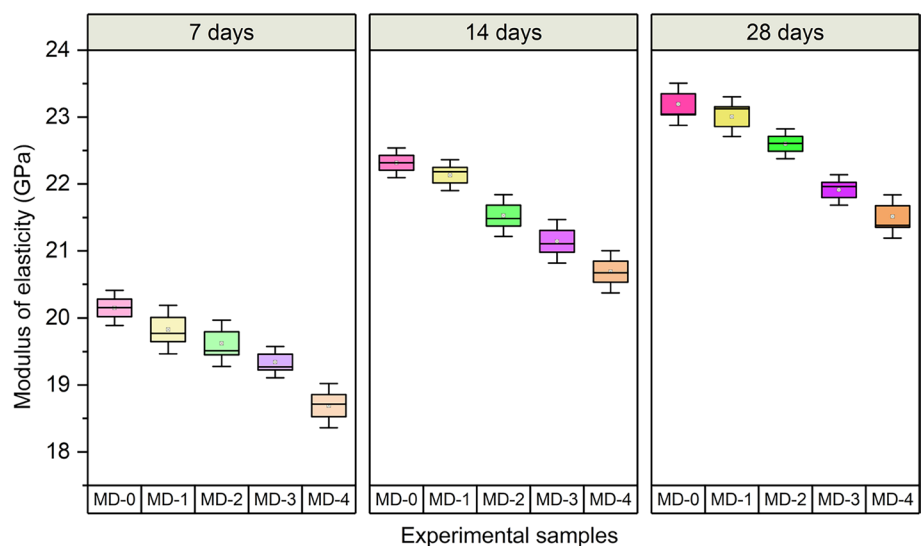 7 days
14 days
28 days
Modulus of elasticity (GPa)
24
23
22
21
20
19
18
MD-0 MD-1 MD-2 MD-3 MD-4
MD-0 MD-1 MD-2 MD-3 MD-4
MD-0 MD-1 MD-2 MD-3 MD-4
Experimental samples